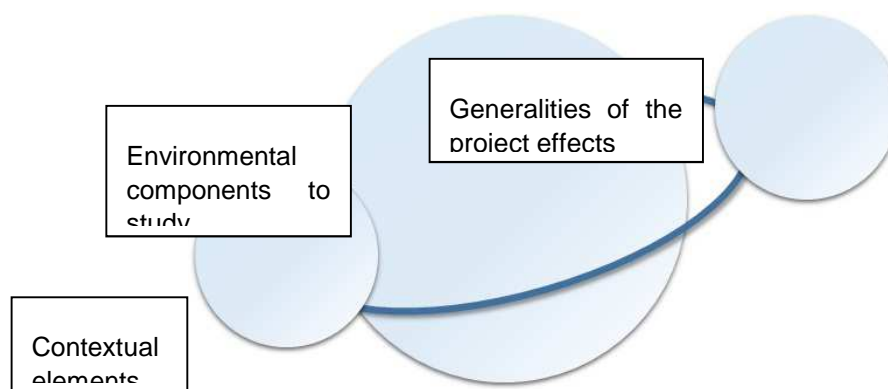 Generalities of the
project effects
Environmental
components to
study
Contextual
elements